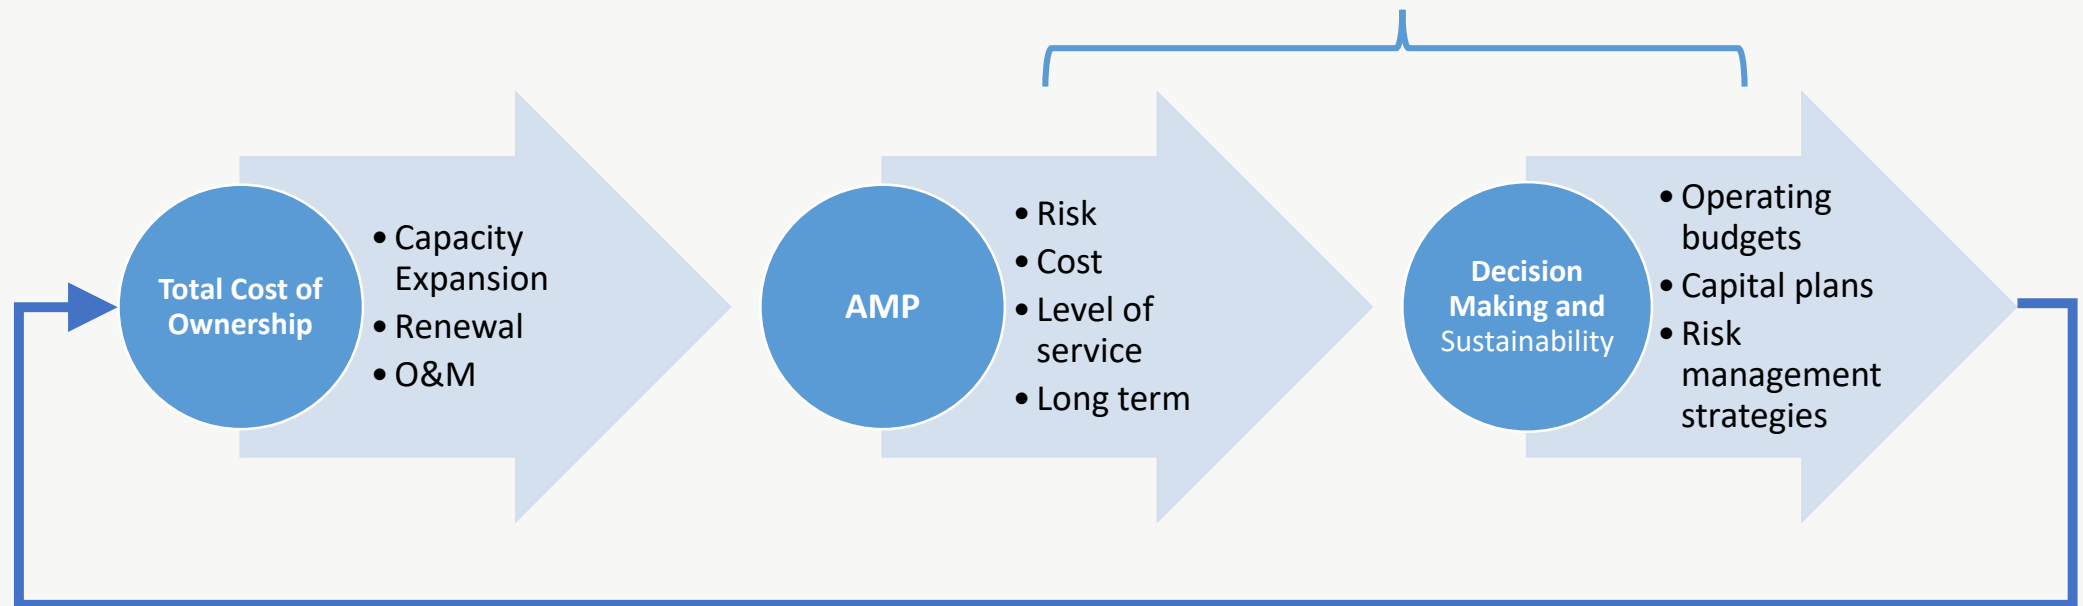 Total Cost of
Ownership
• Capacity
Expansion
• Renewal
• O&M
AMP
• Risk
• Cost
• Level of
service
• Long term
Decision
Making and
Sustainability
• Operating
budgets
• Capital plans
• Risk
management
strategies